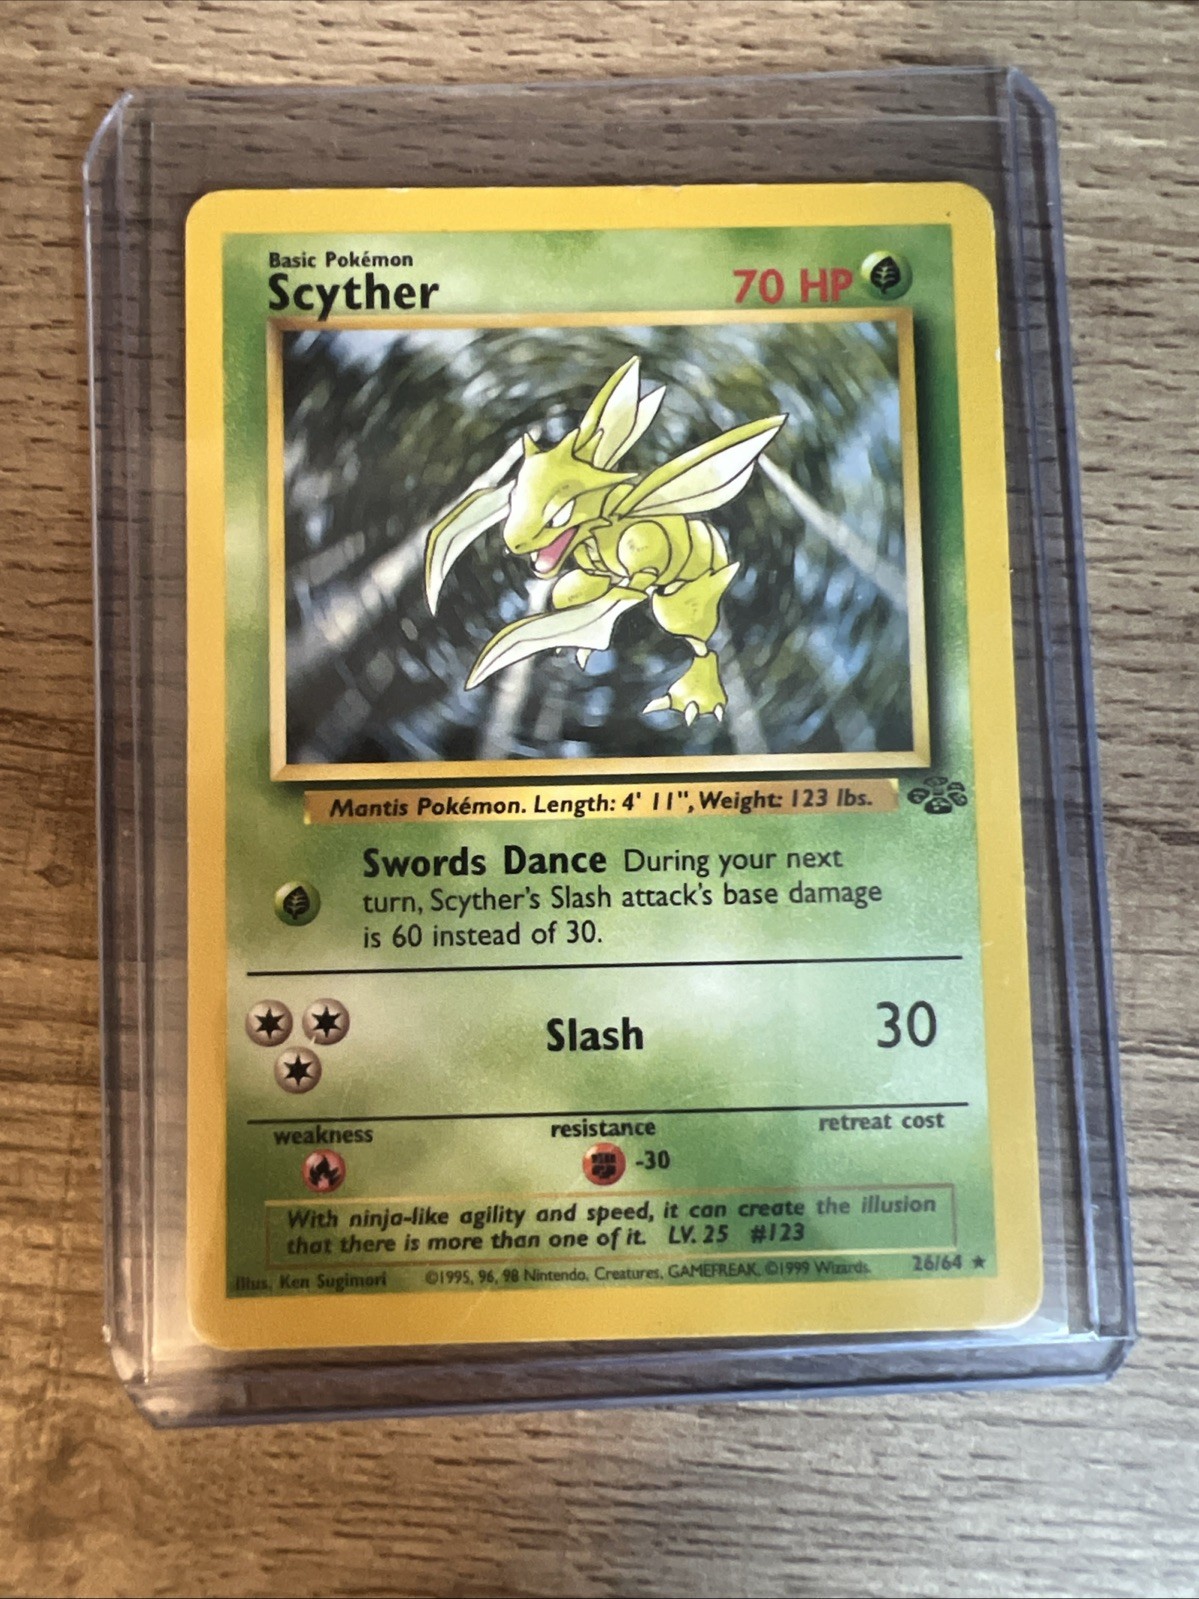 Basic Pokémon
Scyther
70 HP
Mantis Pokémon. Length: 4' 11", Weight: 123 lbs.
Swords Dance During your next
turn, Scyther's Slash attack's base damage
is 60 instead of 30.
Slash 30
weakness resistance retreat cost
-30
With ninja-like agility and speed, it can create the illusion
that there is more than one of it. LV. 25 #123
Illus. Ken Sugimori ©1995, 96, 98 Nintendo, Creatures, GAMEFREAK. ©1999 Wizards. 26/64 ★